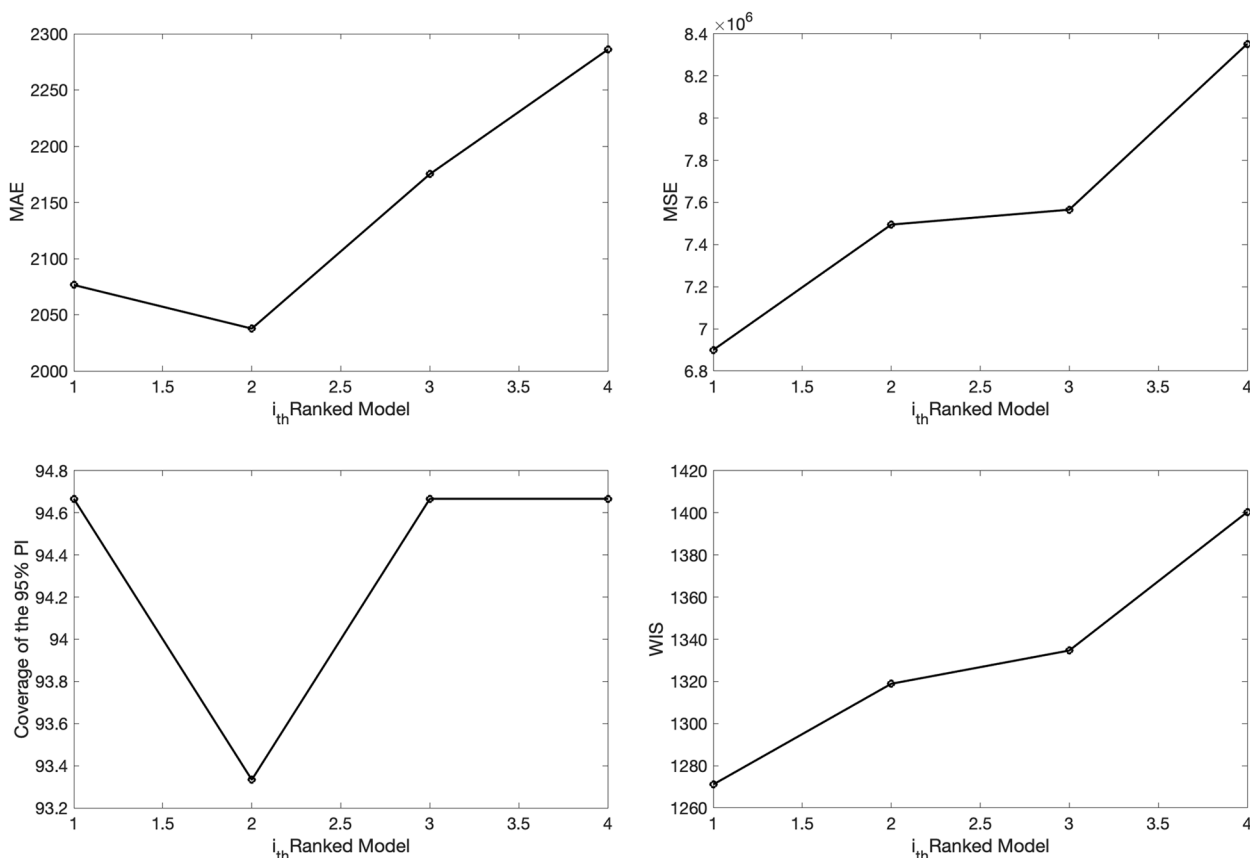 2300
2250
2200
2150
2100
2050
2000
MAE
1 1.5 2 2.5 3 3.5 4
i_th Ranked Model
×10^6
8.4
8.2
8
7.8
7.6
7.4
7.2
7
6.8
MSE
1 1.5 2 2.5 3 3.5 4
i_th Ranked Model
94.8
94.6
94.4
94.2
94
93.8
93.6
93.4
93.2
Coverage of the 95% PI
1 1.5 2 2.5 3 3.5 4
i_th Ranked Model
1420
1400
1380
1360
1340
1320
1300
1280
1260
WIS
1 1.5 2 2.5 3 3.5 4
i_th Ranked Model